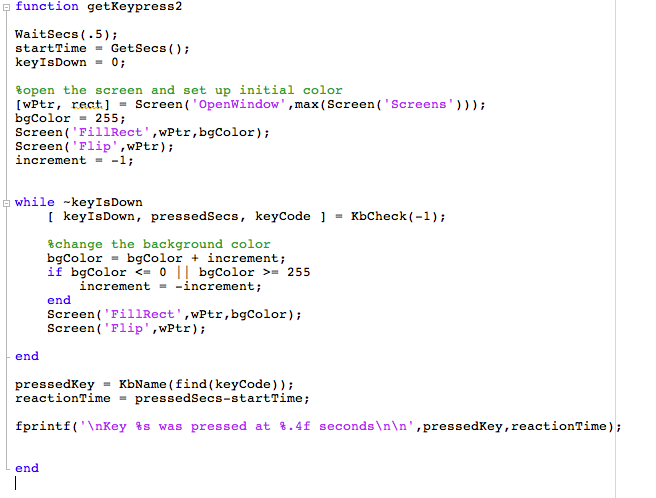 function getKeypress2
WaitSecs(.5);
startTime = GetSecs();
keyIsDown = 0;
%open the screen and set up initial color
[wPtr, rect] = Screen('OpenWindow',max(Screen('Screens')));
bgColor = 255;
Screen('FillRect',wPtr,bgColor);
Screen('Flip',wPtr);
increment = -1;
while ~keyIsDown
    [ keyIsDown, pressedSecs, keyCode ] = KbCheck(-1);
    %change the background color
    bgColor = bgColor + increment;
    if bgColor <= 0 || bgColor >= 255
        increment = -increment;
    end
    Screen('FillRect',wPtr,bgColor);
    Screen('Flip',wPtr);
end
pressedKey = KbName(find(keyCode));
reactionTime = pressedSecs-startTime;
fprintf('\nKey %s was pressed at %.4f seconds\n\n',pressedKey,reactionTime);
end